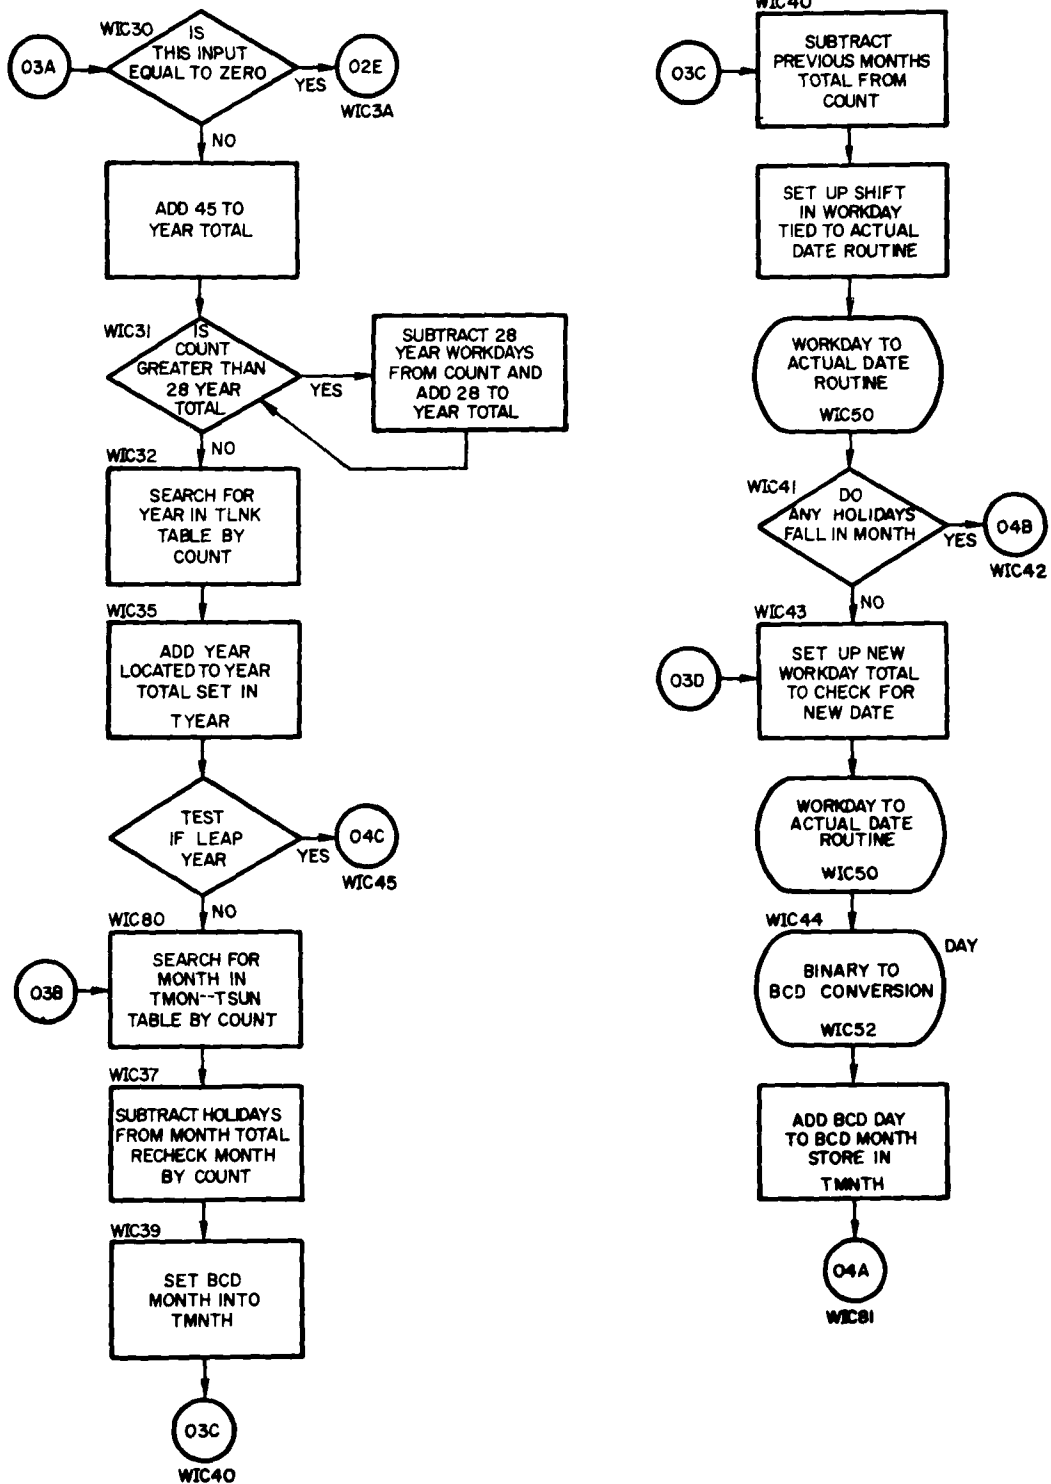 WIC30
IS
THIS INPUT
EQUAL TO ZERO
03A
YES
02E
WIC3A
NO
ADD 45 TO
YEAR TOTAL
WIC31
IS
COUNT
GREATER THAN
28 YEAR
TOTAL
YES
SUBTRACT 28
YEAR WORKDAYS
FROM COUNT AND
ADD 28 TO
YEAR TOTAL
NO
WIC32
SEARCH FOR
YEAR IN TLNK
TABLE BY
COUNT
WIC35
ADD YEAR
LOCATED TO YEAR
TOTAL SET IN
TYEAR
TEST
IF LEAP
YEAR
YES
04C
WIC45
NO
WIC80
03B
SEARCH FOR
MONTH IN
TMON--TSUN
TABLE BY COUNT
WIC37
SUBTRACT HOLIDAYS
FROM MONTH TOTAL
RECHECK MONTH
BY COUNT
WIC39
SET BCD
MONTH INTO
TMNTH
03C
WIC40
WIC40
03C
SUBTRACT
PREVIOUS MONTHS
TOTAL FROM
COUNT
SET UP SHIFT
IN WORKDAY
TIED TO ACTUAL
DATE ROUTINE
WORKDAY TO
ACTUAL DATE
ROUTINE
WIC50
WIC41
DO
ANY HOLIDAYS
FALL IN MONTH
YES
04B
WIC42
NO
WIC43
03D
SET UP NEW
WORKDAY TOTAL
TO CHECK FOR
NEW DATE
WORKDAY TO
ACTUAL DATE
ROUTINE
WIC50
WIC44
DAY
BINARY TO
BCD CONVERSION
WIC52
ADD BCD DAY
TO BCD MONTH
STORE IN
TMNTH
04A
WIC81